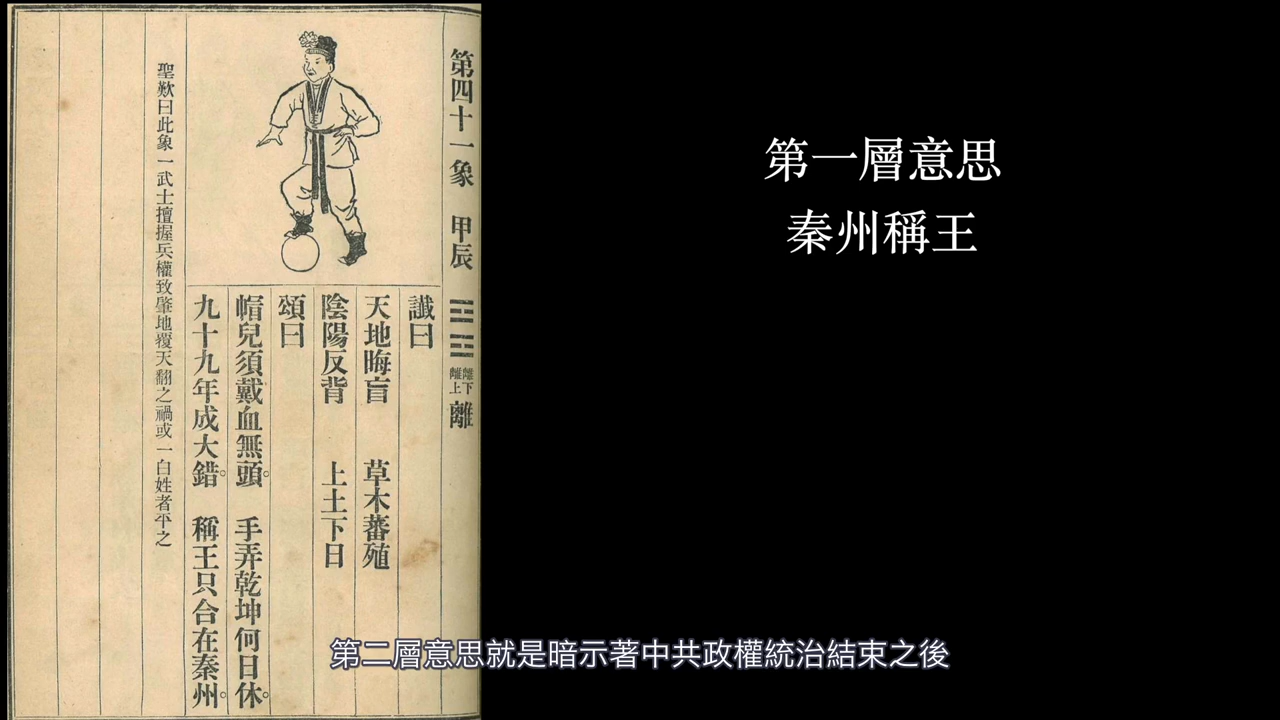 第四十一象 甲辰 離下離上 離
讖曰
天地晦盲 草木蕃殖
陰陽反背 上土下日
頌曰
帽兒須戴血無頭。 手弄乾坤何日休。
九十九年成大錯。 稱王只合在秦州。
聖歎曰此象一武士擅握兵權致肇地覆天翻之禍或一白姓者平之
第一層意思
秦州稱王
第二層意思就是暗示著中共政權統治結束之後